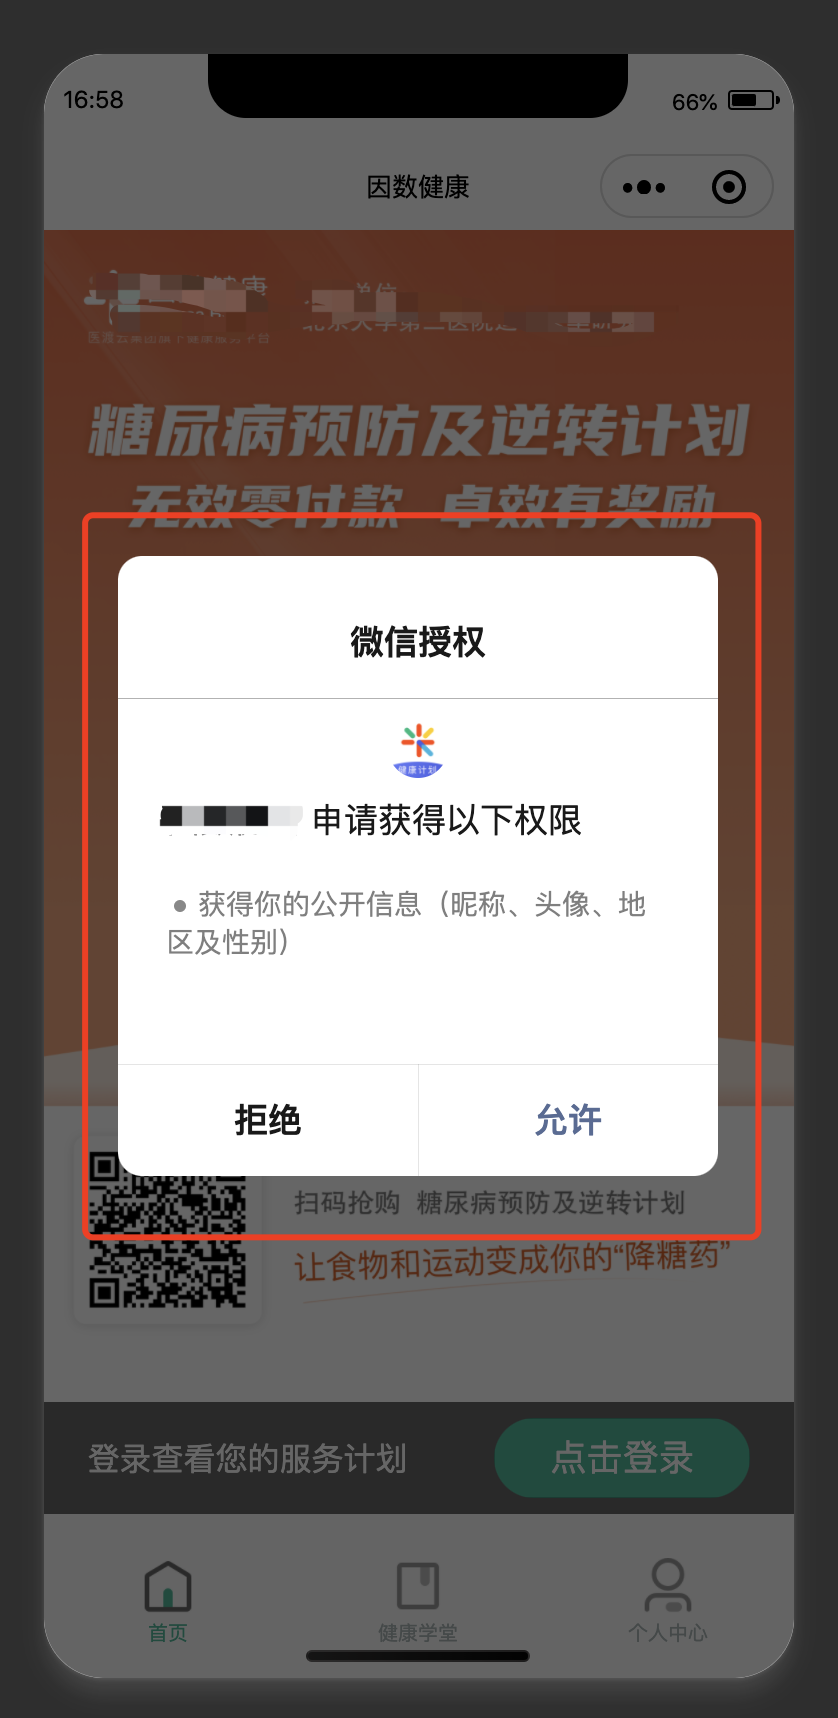 16:58
66%
因数健康
糖尿病预防及逆转计划
无效零付款 卓效有奖励
微信授权
健康计划
申请获得以下权限
● 获得你的公开信息（昵称、头像、地
区及性别）
拒绝
允许
扫码抢购 糖尿病预防及逆转计划
让食物和运动变成你的“降糖药”
登录查看您的服务计划
点击登录
首页
健康学堂
个人中心